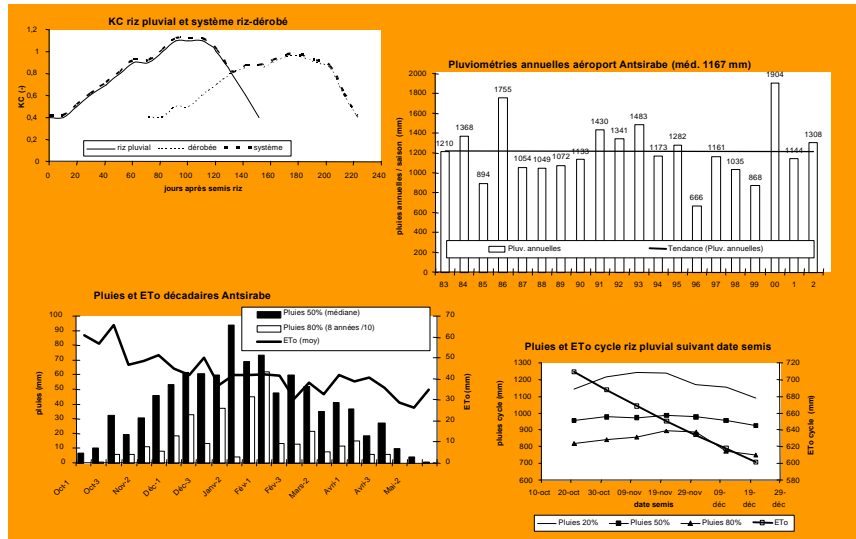 KC riz pluvial et système riz-dérobé
1,2
1
0,8
0,6
0,4
0,2
0
KC (-)
0 20 40 60 80 100 120 140 160 180 200 220 240
riz pluvial dérobée système
jours après semis riz
Pluviométries annuelles aéroport Antsirabe (méd. 1167 mm)
2000
1800
1600
1400
1200
1000
800
600
400
200
0
pluies annuelles / saison (mm)
1210 1368 894 1755 1054 1049 1072 1133 1430 1341 1483 1173 1282 666 1161 1035 868 1904 1144 1308
Pluv. annuelles Tendance (Pluv. annuelles)
83 84 85 86 87 88 89 90 91 92 93 94 95 96 97 98 99 00 1 2
Pluies et ETo décadaires Antsirabe
Pluies 50% (médiane)
Pluies 80% (8 années /10)
ETo (moy)
100
90
80
70
60
50
40
30
20
10
0
pluies (mm)
70
60
50
40
30
20
10
0
ETo (mm)
Oct-1 Oct-3 Nov-2 Déc-1 Déc-3 Janv-2 Fév-1 Fév-3 Mars-2 Avri-1 Avri-3 Mai-2
Pluies et ETo cycle riz pluvial suivant date semis
1300
1200
1100
1000
900
800
700
600
pluies cycle (mm)
720
700
680
660
640
620
600
580
ETo cycle (mm)
10-oct 20-oct 30-oct 09-nov 19-nov 29-nov 09-déc 19-déc 29-déc
date semis
Pluies 20% Pluies 50% Pluies 80% ETo